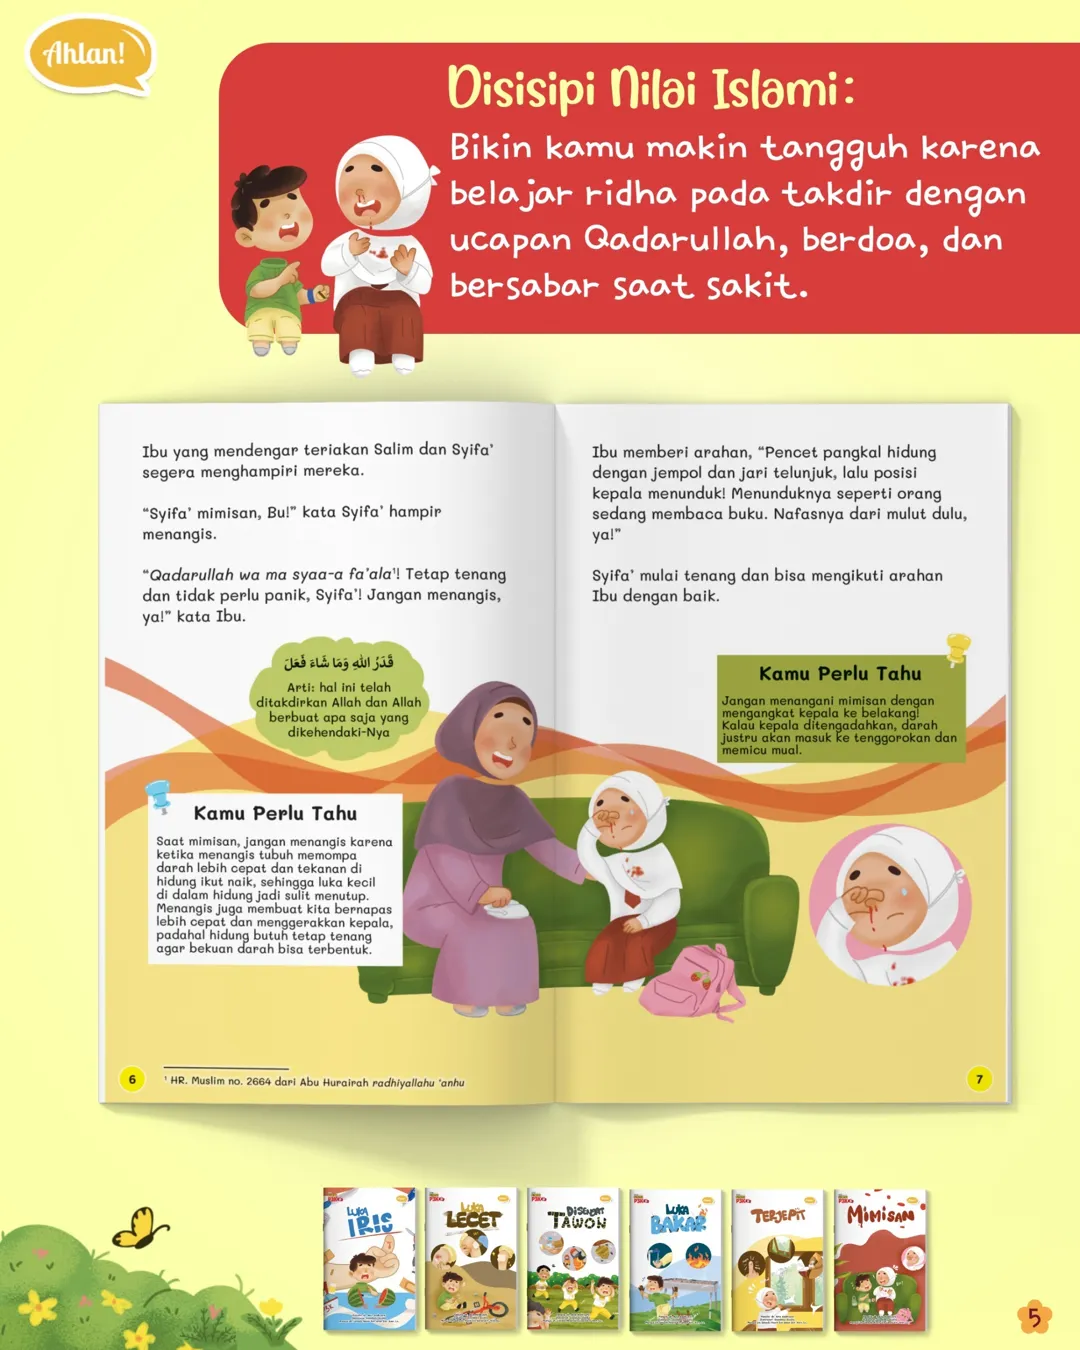 Ahlan!
Disisipi Nilai Islami:
Bikin kamu makin tangguh karena
belajar ridha pada takdir dengan
ucapan Qadarullah, berdoa, dan
bersabar saat sakit.
Ibu yang mendengar teriakan Salim dan Syifa'
segera menghampiri mereka.
“Syifa' mimisan, Bu!” kata Syifa' hampir
menangis.
“Qadarullah wa ma syaa-a fa'ala¹! Tetap tenang
dan tidak perlu panik, Syifa'! Jangan menangis,
ya!” kata Ibu.
قَدَرُ اللهِ وَمَا شَاءَ فَعَلَ
Arti: hal ini telah
ditakdirkan Allah dan Allah
berbuat apa saja yang
dikehendaki-Nya
Kamu Perlu Tahu
Saat mimisan, jangan menangis karena
ketika menangis tubuh memompa
darah lebih cepat dan tekanan di
hidung ikut naik, sehingga luka kecil
di dalam hidung jadi sulit menutup.
Menangis juga membuat kita bernapas
lebih cepat dan menggerakkan kepala,
padahal hidung butuh tetap tenang
agar bekuan darah bisa terbentuk.
6
¹ HR. Muslim no. 2664 dari Abu Hurairah radhiyallahu 'anhu
Ibu memberi arahan, “Pencet pangkal hidung
dengan jempol dan jari telunjuk, lalu posisi
kepala menunduk! Menunduknya seperti orang
sedang membaca buku. Nafasnya dari mulut dulu,
ya!”
Syifa' mulai tenang dan bisa mengikuti arahan
Ibu dengan baik.
Kamu Perlu Tahu
Jangan menangani mimisan dengan
mengangkat kepala ke belakang!
Kalau kepala ditengadahkan, darah
justru akan masuk ke tenggorokan dan
memicu mual.
7
Luka
IRIS
Luka
LECET
DISENGAT
TAWON
LUKA
BAKAR
TERJEPIT
MIMISAN
5